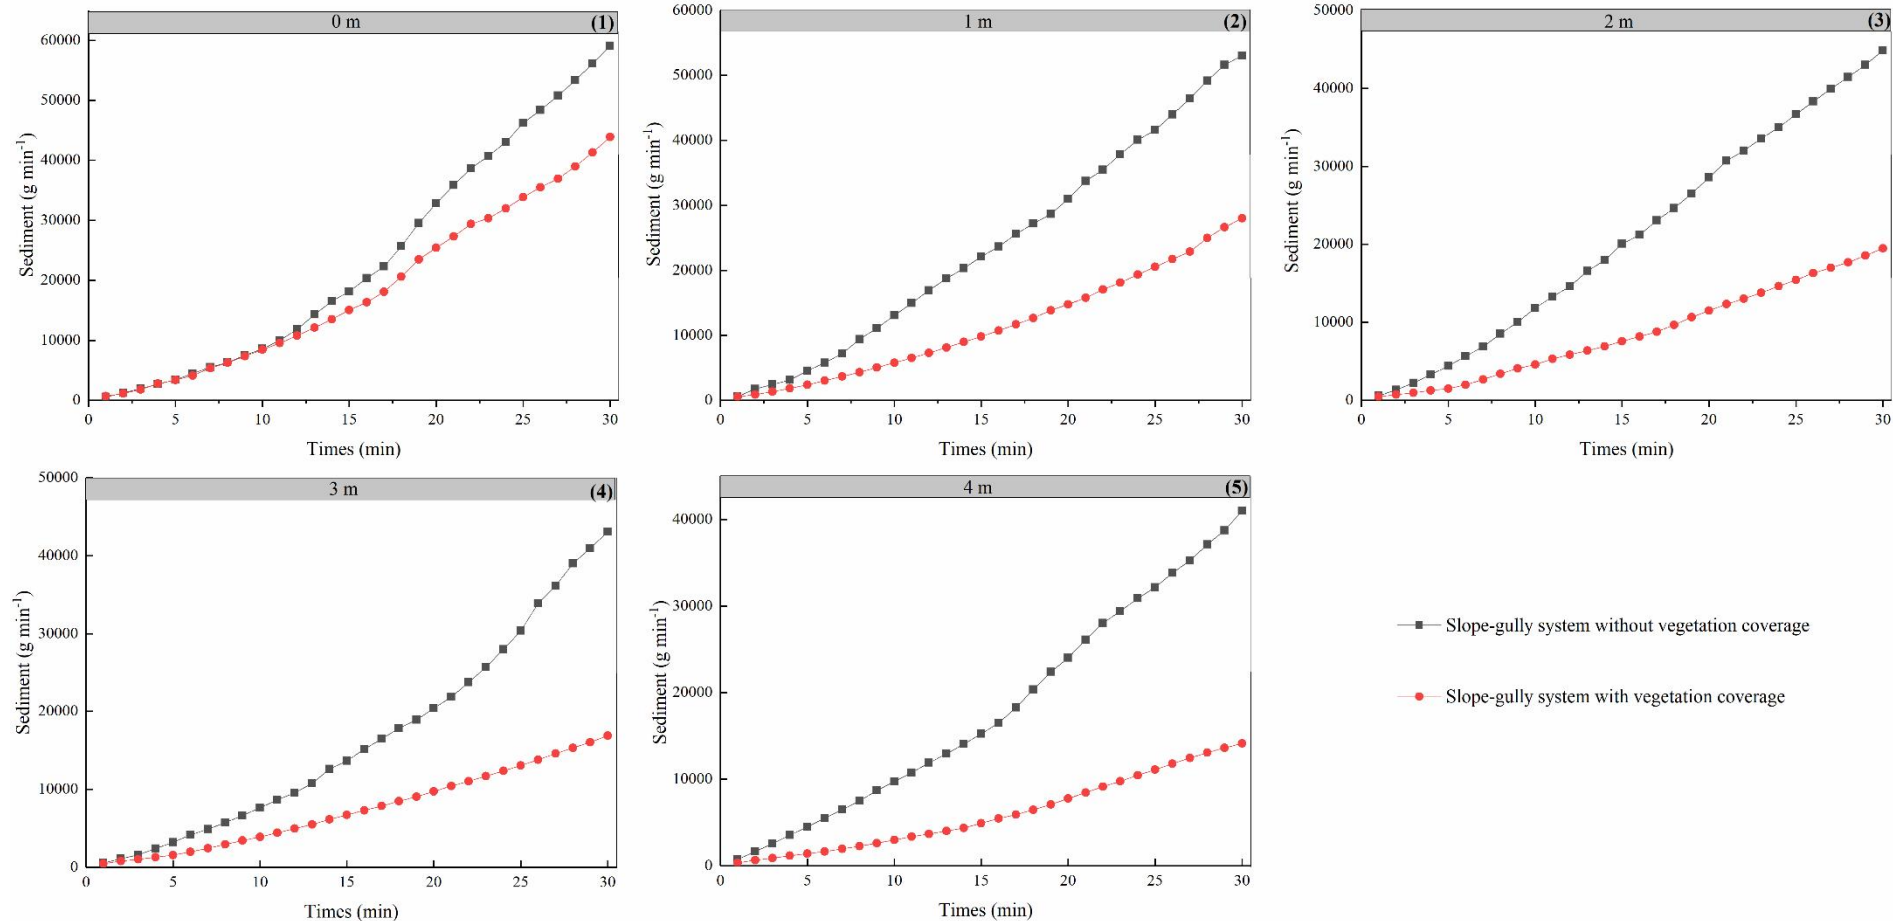 0 m (1)
60000
50000
40000
30000
20000
10000
0
Sediment (g min-1)
0 5 10 15 20 25 30
Times (min)
1 m (2)
60000
50000
40000
30000
20000
10000
0
Sediment (g min-1)
0 5 10 15 20 25 30
Times (min)
2 m (3)
50000
40000
30000
20000
10000
0
Sediment (g min-1)
0 5 10 15 20 25 30
Times (min)
3 m (4)
50000
40000
30000
20000
10000
0
Sediment (g min-1)
0 5 10 15 20 25 30
Times (min)
4 m (5)
40000
30000
20000
10000
0
Sediment (g min-1)
0 5 10 15 20 25 30
Times (min)
Slope-gully system without vegetation coverage
Slope-gully system with vegetation coverage